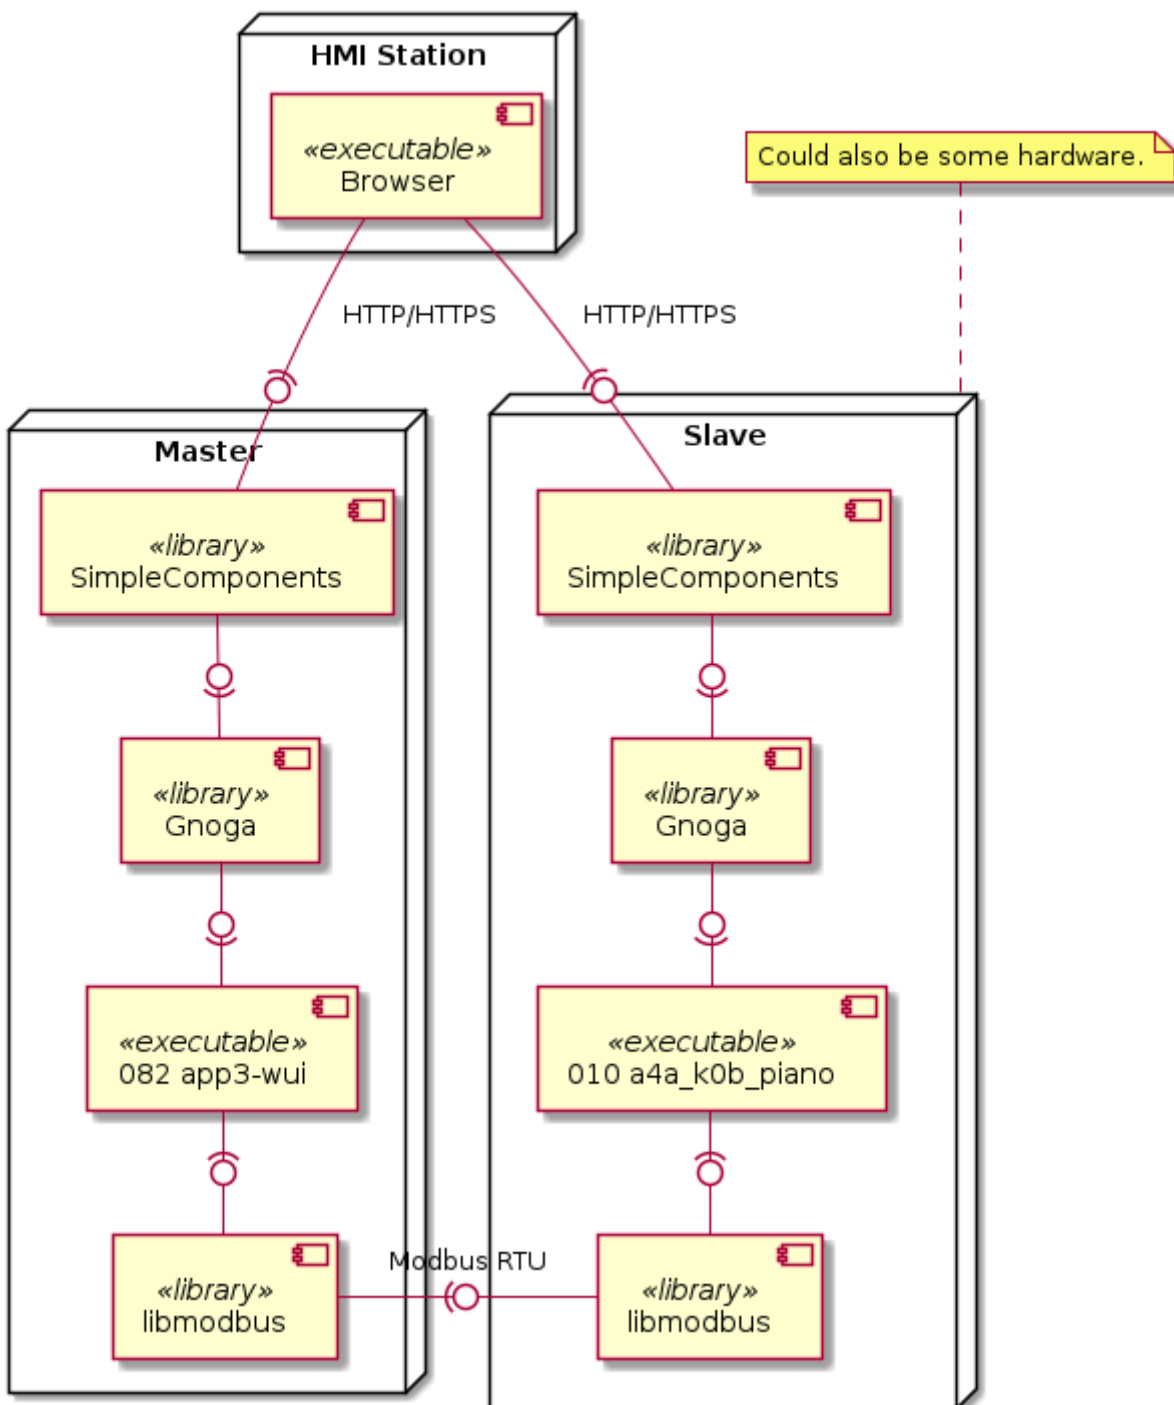 HMI Station
«executable»
Browser
Could also be some hardware.
HTTP/HTTPS
HTTP/HTTPS
Master
«library»
SimpleComponents
«library»
Gnoga
«executable»
082 app3-wui
«library»
libmodbus
Modbus RTU
Slave
«library»
SimpleComponents
«library»
Gnoga
«executable»
010 a4a_k0b_piano
«library»
libmodbus